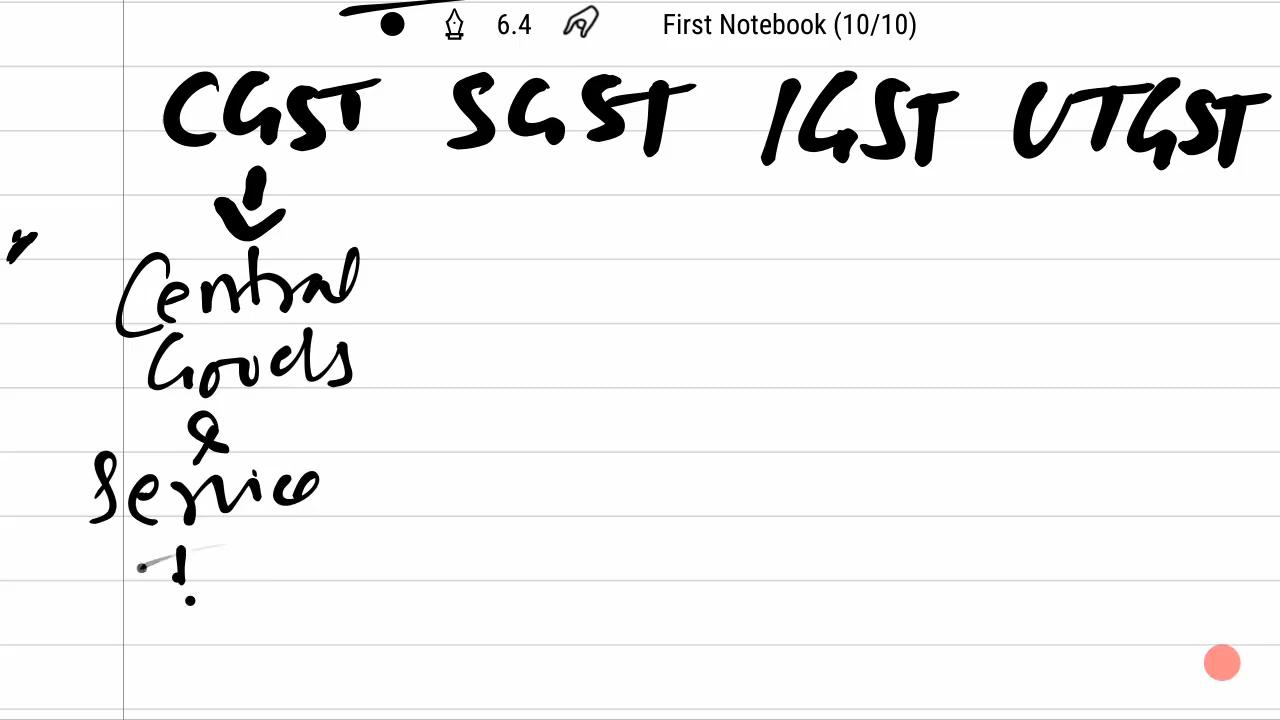 6.4 First Notebook (10/10)
CGST SGST IGST UTGST
Central
Goods
&
Service